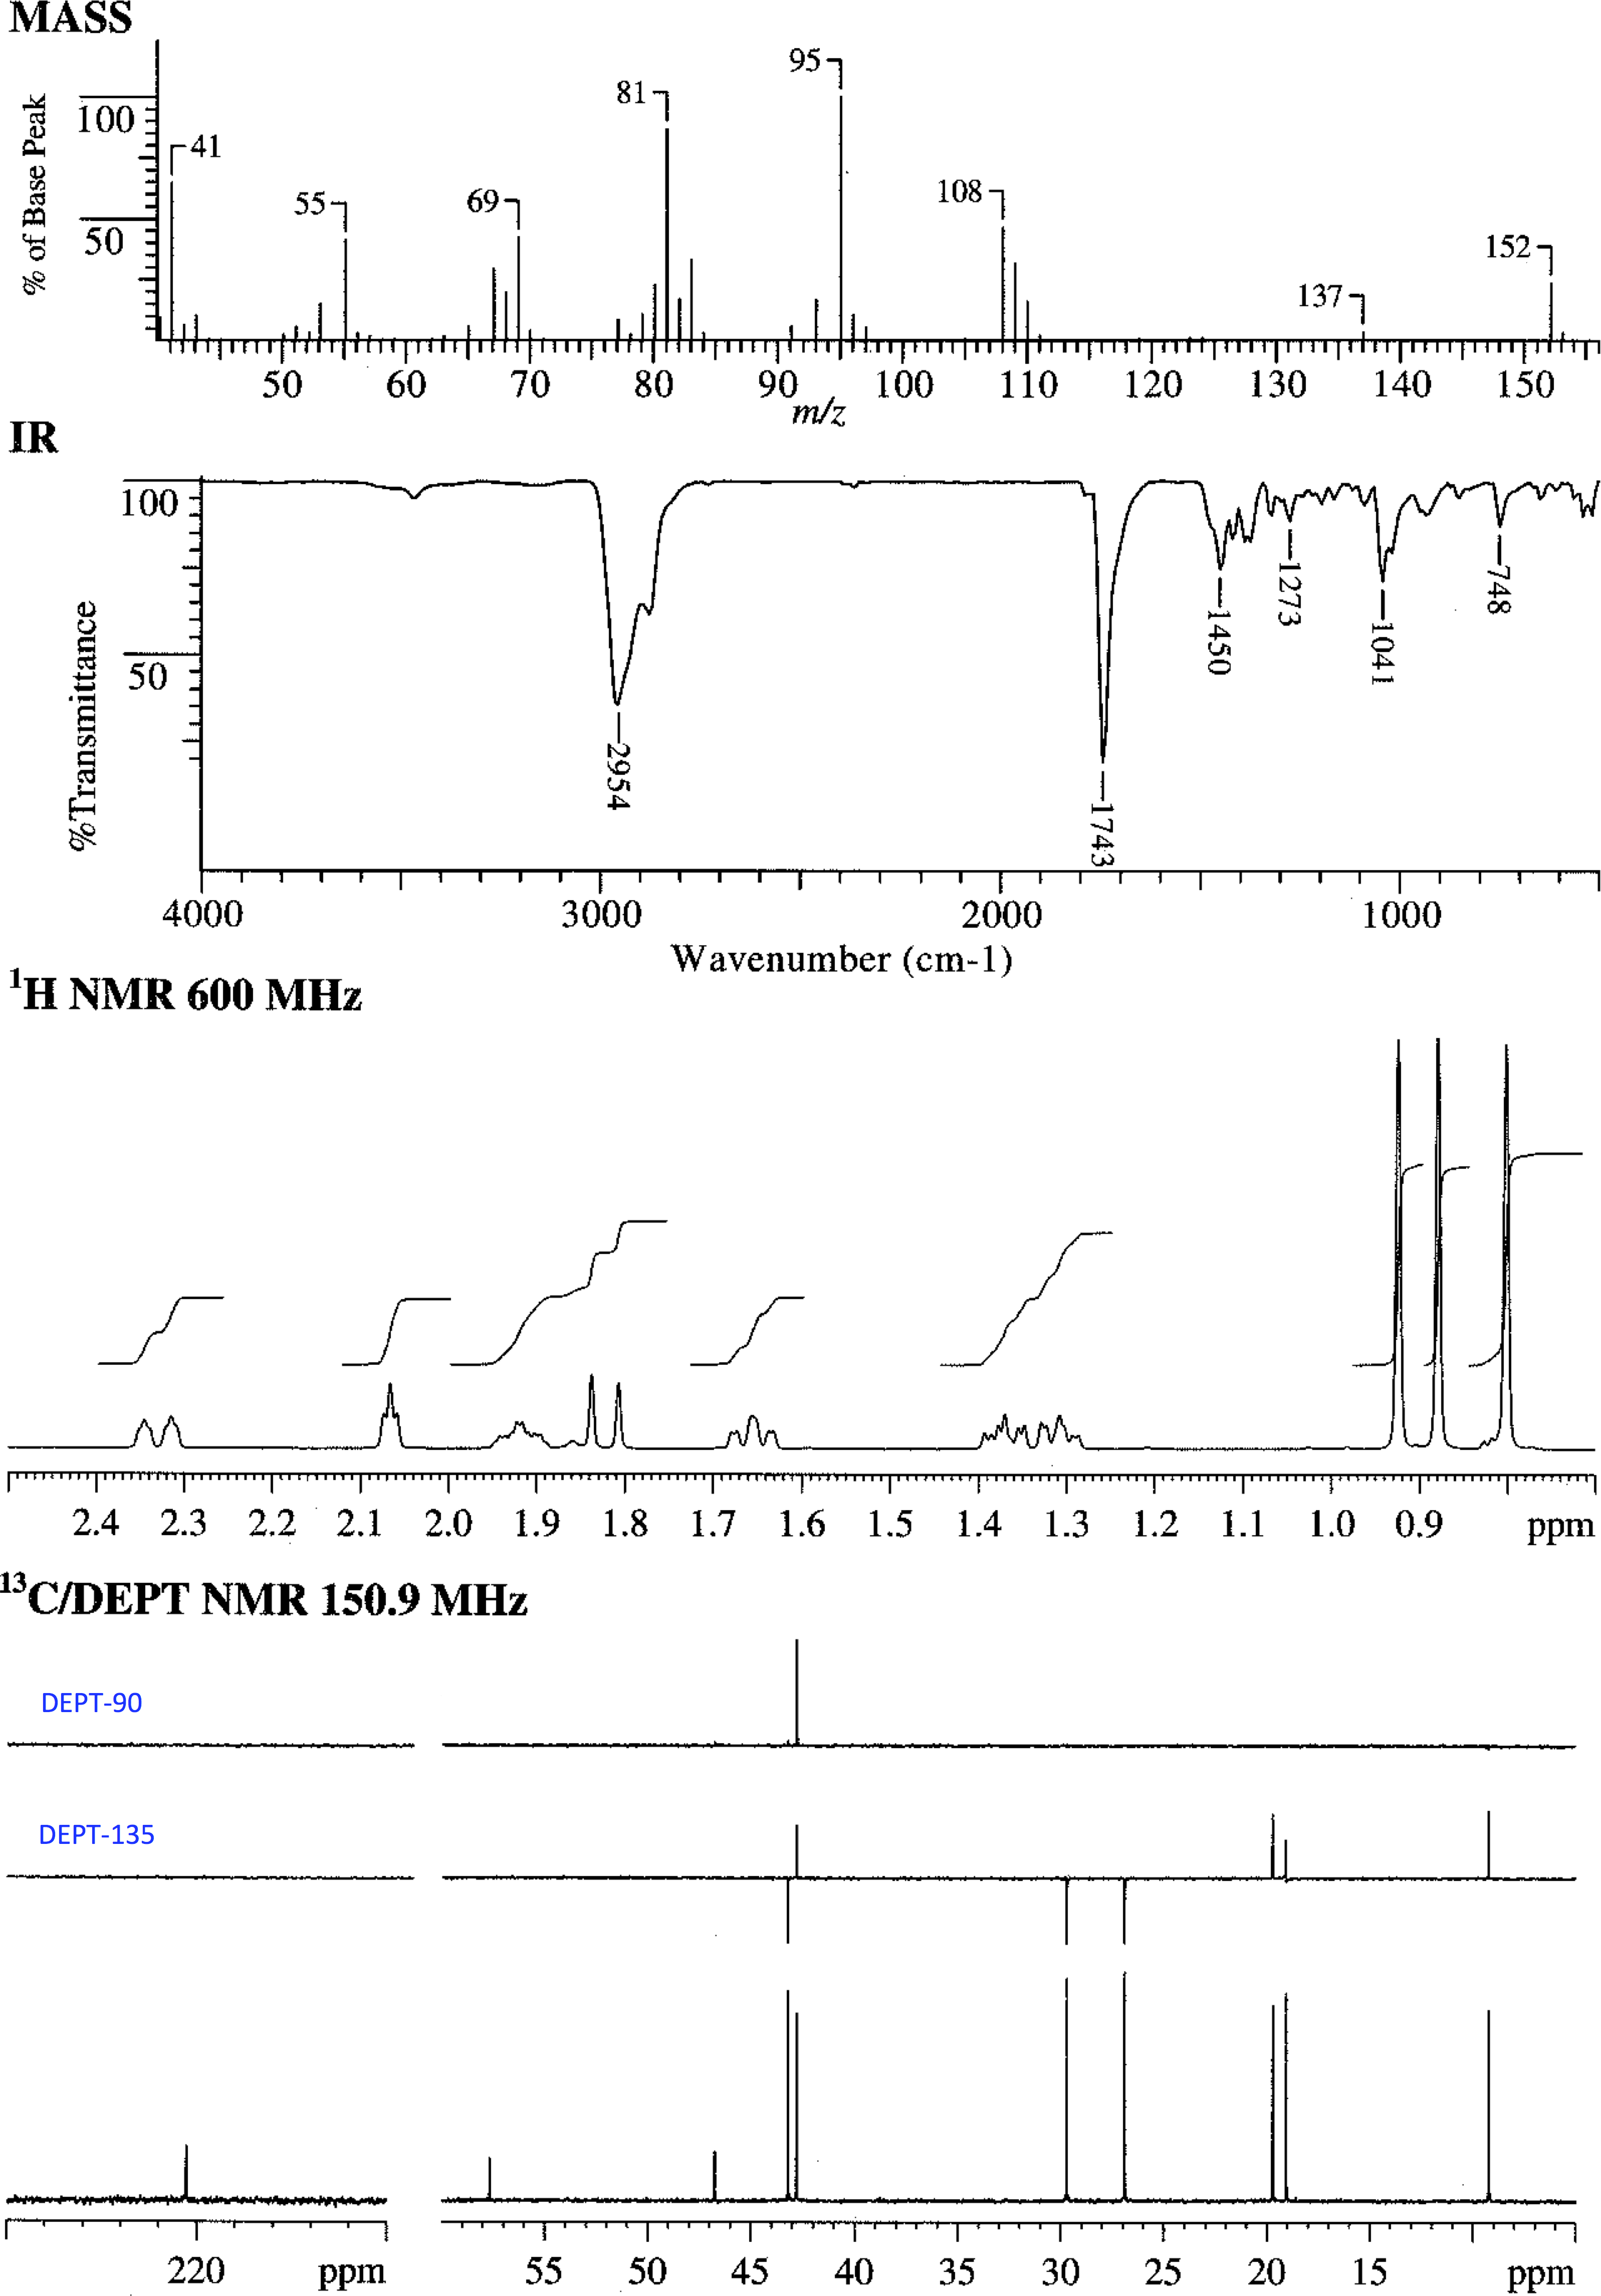 MASS
% of Base Peak
100
50
41
55
69
81
95
108
137
152
50 60 70 80 90 100 110 120 130 140 150
m/z
IR
%Transmittance
100
50
2954
1743
1450
1273
1041
748
4000 3000 2000 1000
Wavenumber (cm-1)
¹H NMR 600 MHz
2.4 2.3 2.2 2.1 2.0 1.9 1.8 1.7 1.6 1.5 1.4 1.3 1.2 1.1 1.0 0.9 ppm
¹³C/DEPT NMR 150.9 MHz
DEPT-90
DEPT-135
220 ppm 55 50 45 40 35 30 25 20 15 ppm